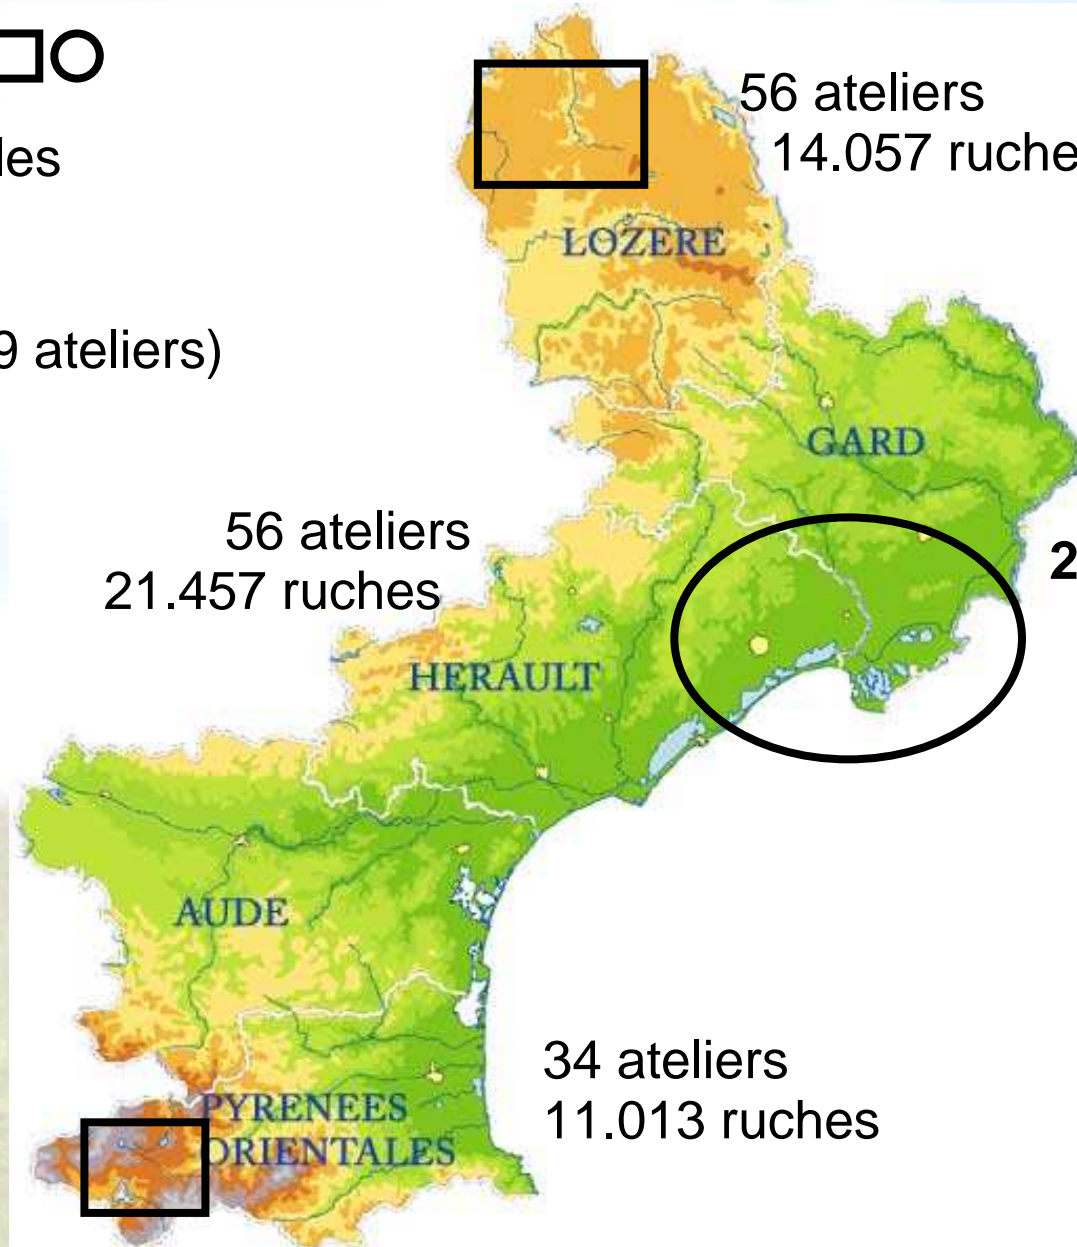 les
9 ateliers)
56 ateliers
14.057 ruche
LOZERE
GARD
56 ateliers
21.457 ruches
2
HERAULT
AUDE
34 ateliers
11.013 ruches
PYRENEES
ORIENTALES